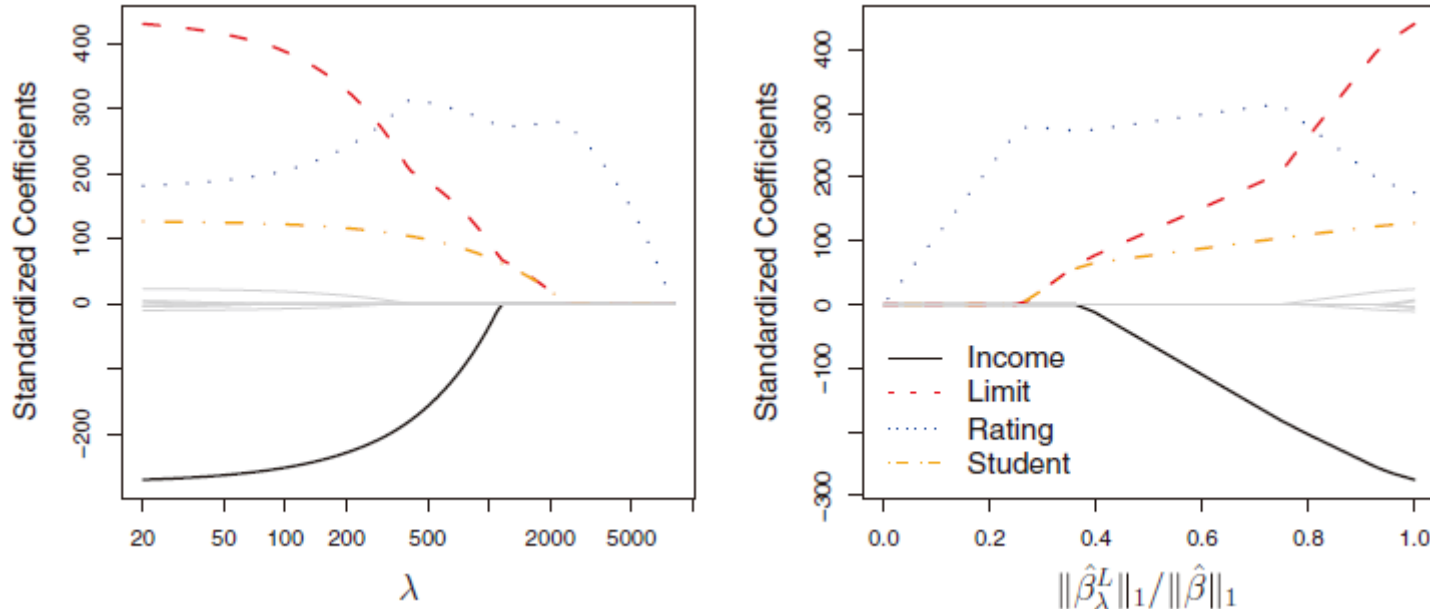 Standardized Coefficients
400
300
200
100
0
-200
20 50 100 200 500 2000 5000
λ
Standardized Coefficients
400
300
200
100
0
-100
-300
0.0 0.2 0.4 0.6 0.8 1.0
‖β̂λᴸ‖₁/‖β̂‖₁
Income
Limit
Rating
Student